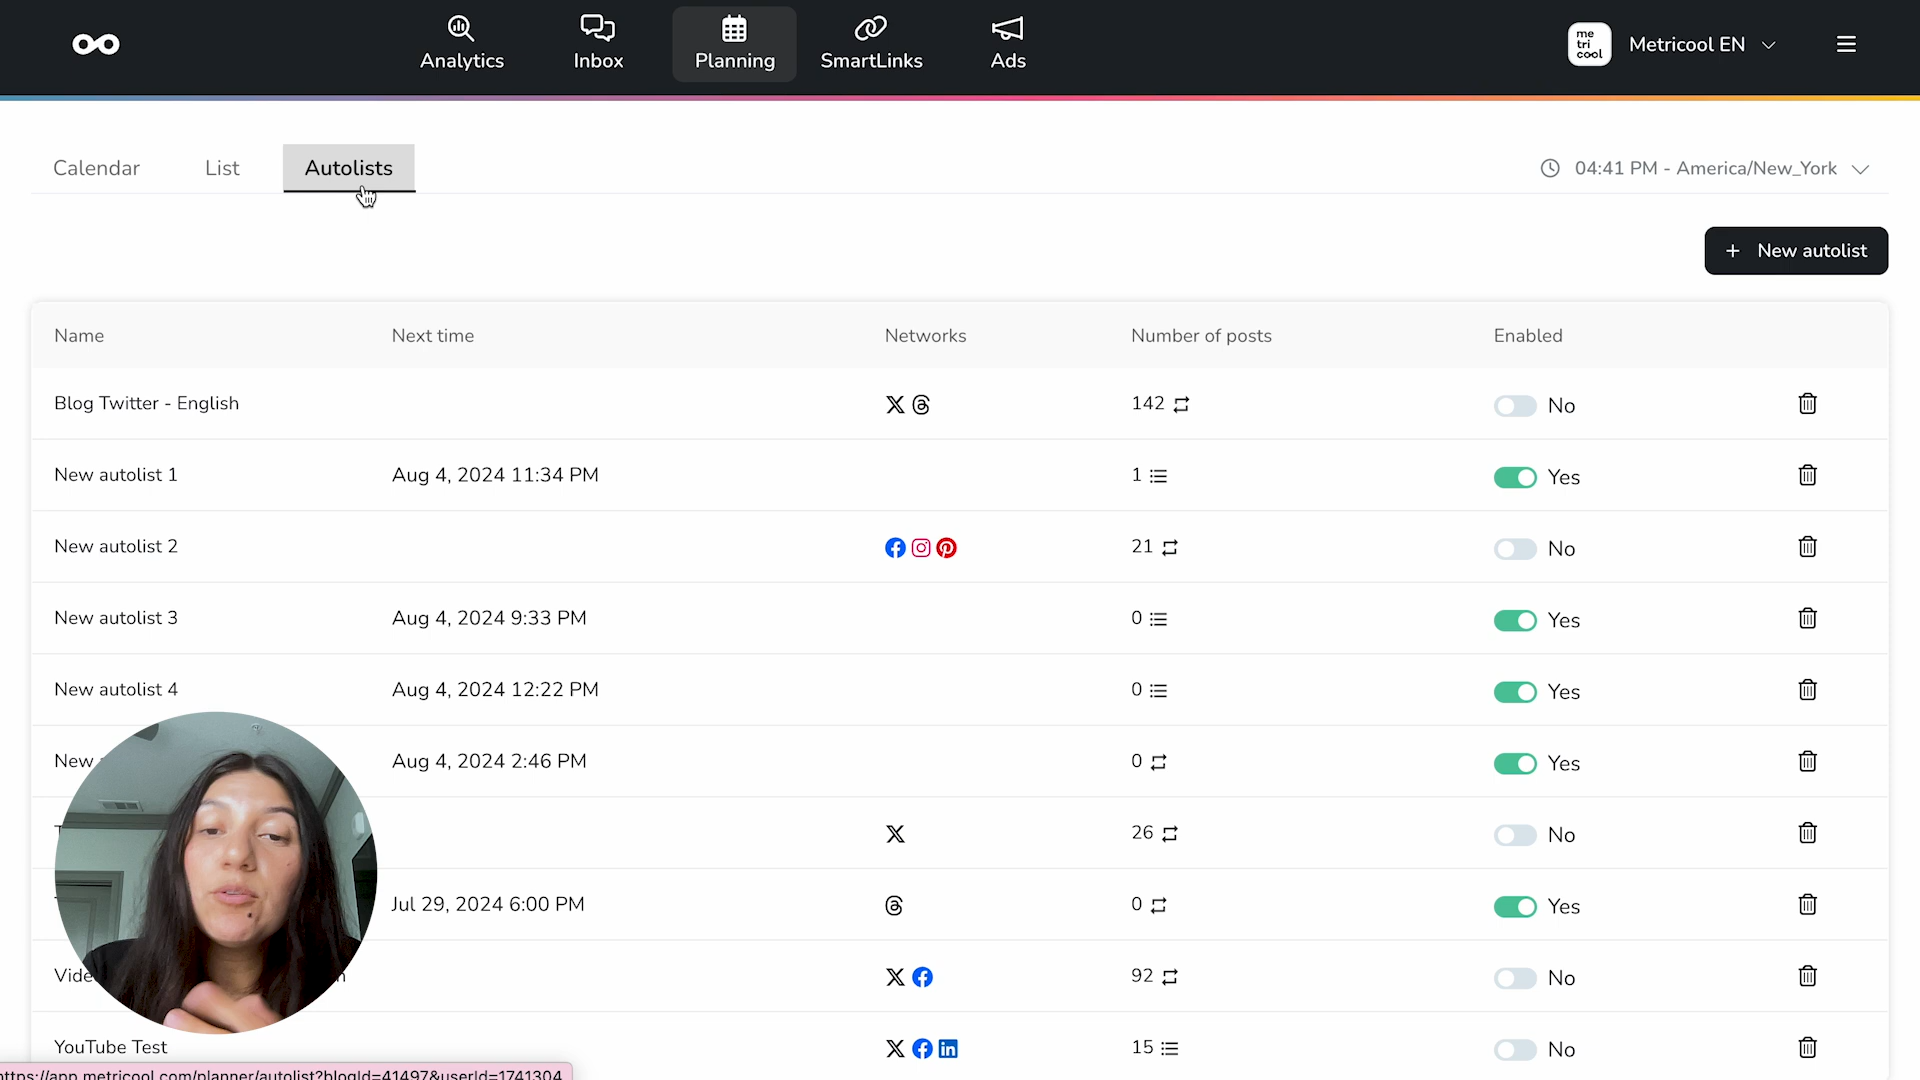 Analytics
Inbox
Planning
SmartLinks
Ads
me
tri
cool
Metricool EN
Calendar
List
Autolists
04:41 PM - America/New_York
+ New autolist
Name Next time Networks Number of posts Enabled
Blog Twitter - English 142 No
New autolist 1 Aug 4, 2024 11:34 PM 1 Yes
New autolist 2 21 No
New autolist 3 Aug 4, 2024 9:33 PM 0 Yes
New autolist 4 Aug 4, 2024 12:22 PM 0 Yes
New Aug 4, 2024 2:46 PM 0 Yes
26 No
Jul 29, 2024 6:00 PM 0 Yes
92 No
YouTube Test 15 No
https://app.metricool.com/planner/autolist?blogId=41497&userId=1741304